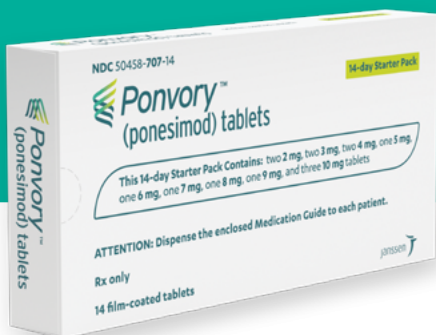 NDC 50458-707-14
14-day Starter Pack
Ponvory™
(ponesimod) tablets
This 14-day Starter Pack Contains: two 2 mg, two 3 mg, two 4 mg, one 5 mg,
one 6 mg, one 7 mg, one 8 mg, one 9 mg, and three 10 mg tablets
ATTENTION: Dispense the enclosed Medication Guide to each patient.
Rx only
14 film-coated tablets
janssen
Ponvory™
(ponesimod) tablets